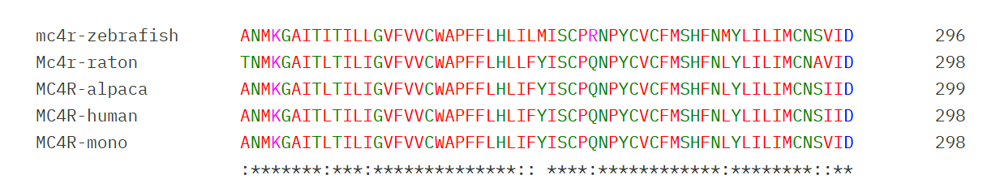 mc4r-zebrafish ANMKGAITITILLGVFVVCWAPFFLHLILMISCPRNPYCVCFMSHFNMYLILIMCNSVID 296
Mc4r-raton TNMKGAITLTILIGVFVVCWAPFFLHLLFYISCPQNPYCVCFMSHFNLYLILIMCNAVID 298
MC4R-alpaca ANMKGAITLTILIGVFVVCWAPFFLHLIFYISCPQNPYCVCFMSHFNLYLILIMCNSIID 299
MC4R-human ANMKGAITLTILIGVFVVCWAPFFLHLIFYISCPQNPYCVCFMSHFNLYLILIMCNSIID 298
MC4R-mono ANMKGAITLTILIGVFVVCWAPFFLHLIFYISCPQNPYCVCFMSHFNLYLILIMCNSVID 298
:*******:***:**************:: ****:************:********::**